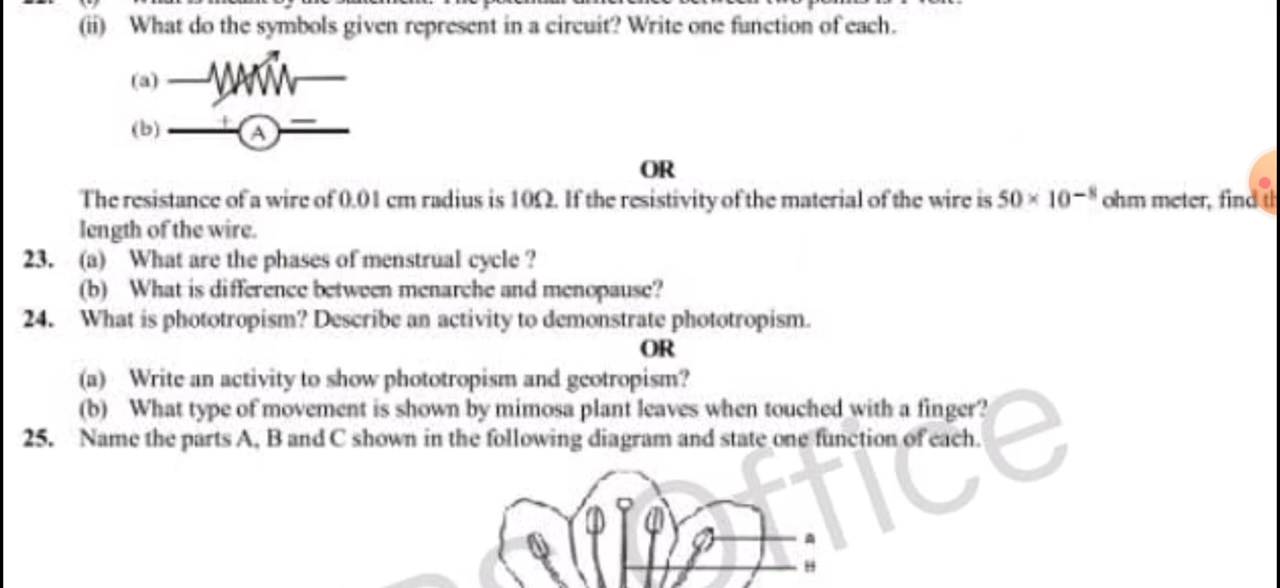 (ii) What do the symbols given represent in a circuit? Write one function of each.
(a)
(b) + A −
OR
The resistance of a wire of 0.01 cm radius is 10Ω. If the resistivity of the material of the wire is 50 × 10−⁸ ohm meter, find
length of the wire.
23. (a) What are the phases of menstrual cycle ?
(b) What is difference between menarche and menopause?
24. What is phototropism? Describe an activity to demonstrate phototropism.
OR
(a) Write an activity to show phototropism and geotropism?
(b) What type of movement is shown by mimosa plant leaves when touched with a finger?
25. Name the parts A, B and C shown in the following diagram and state one function of each.
Office
A